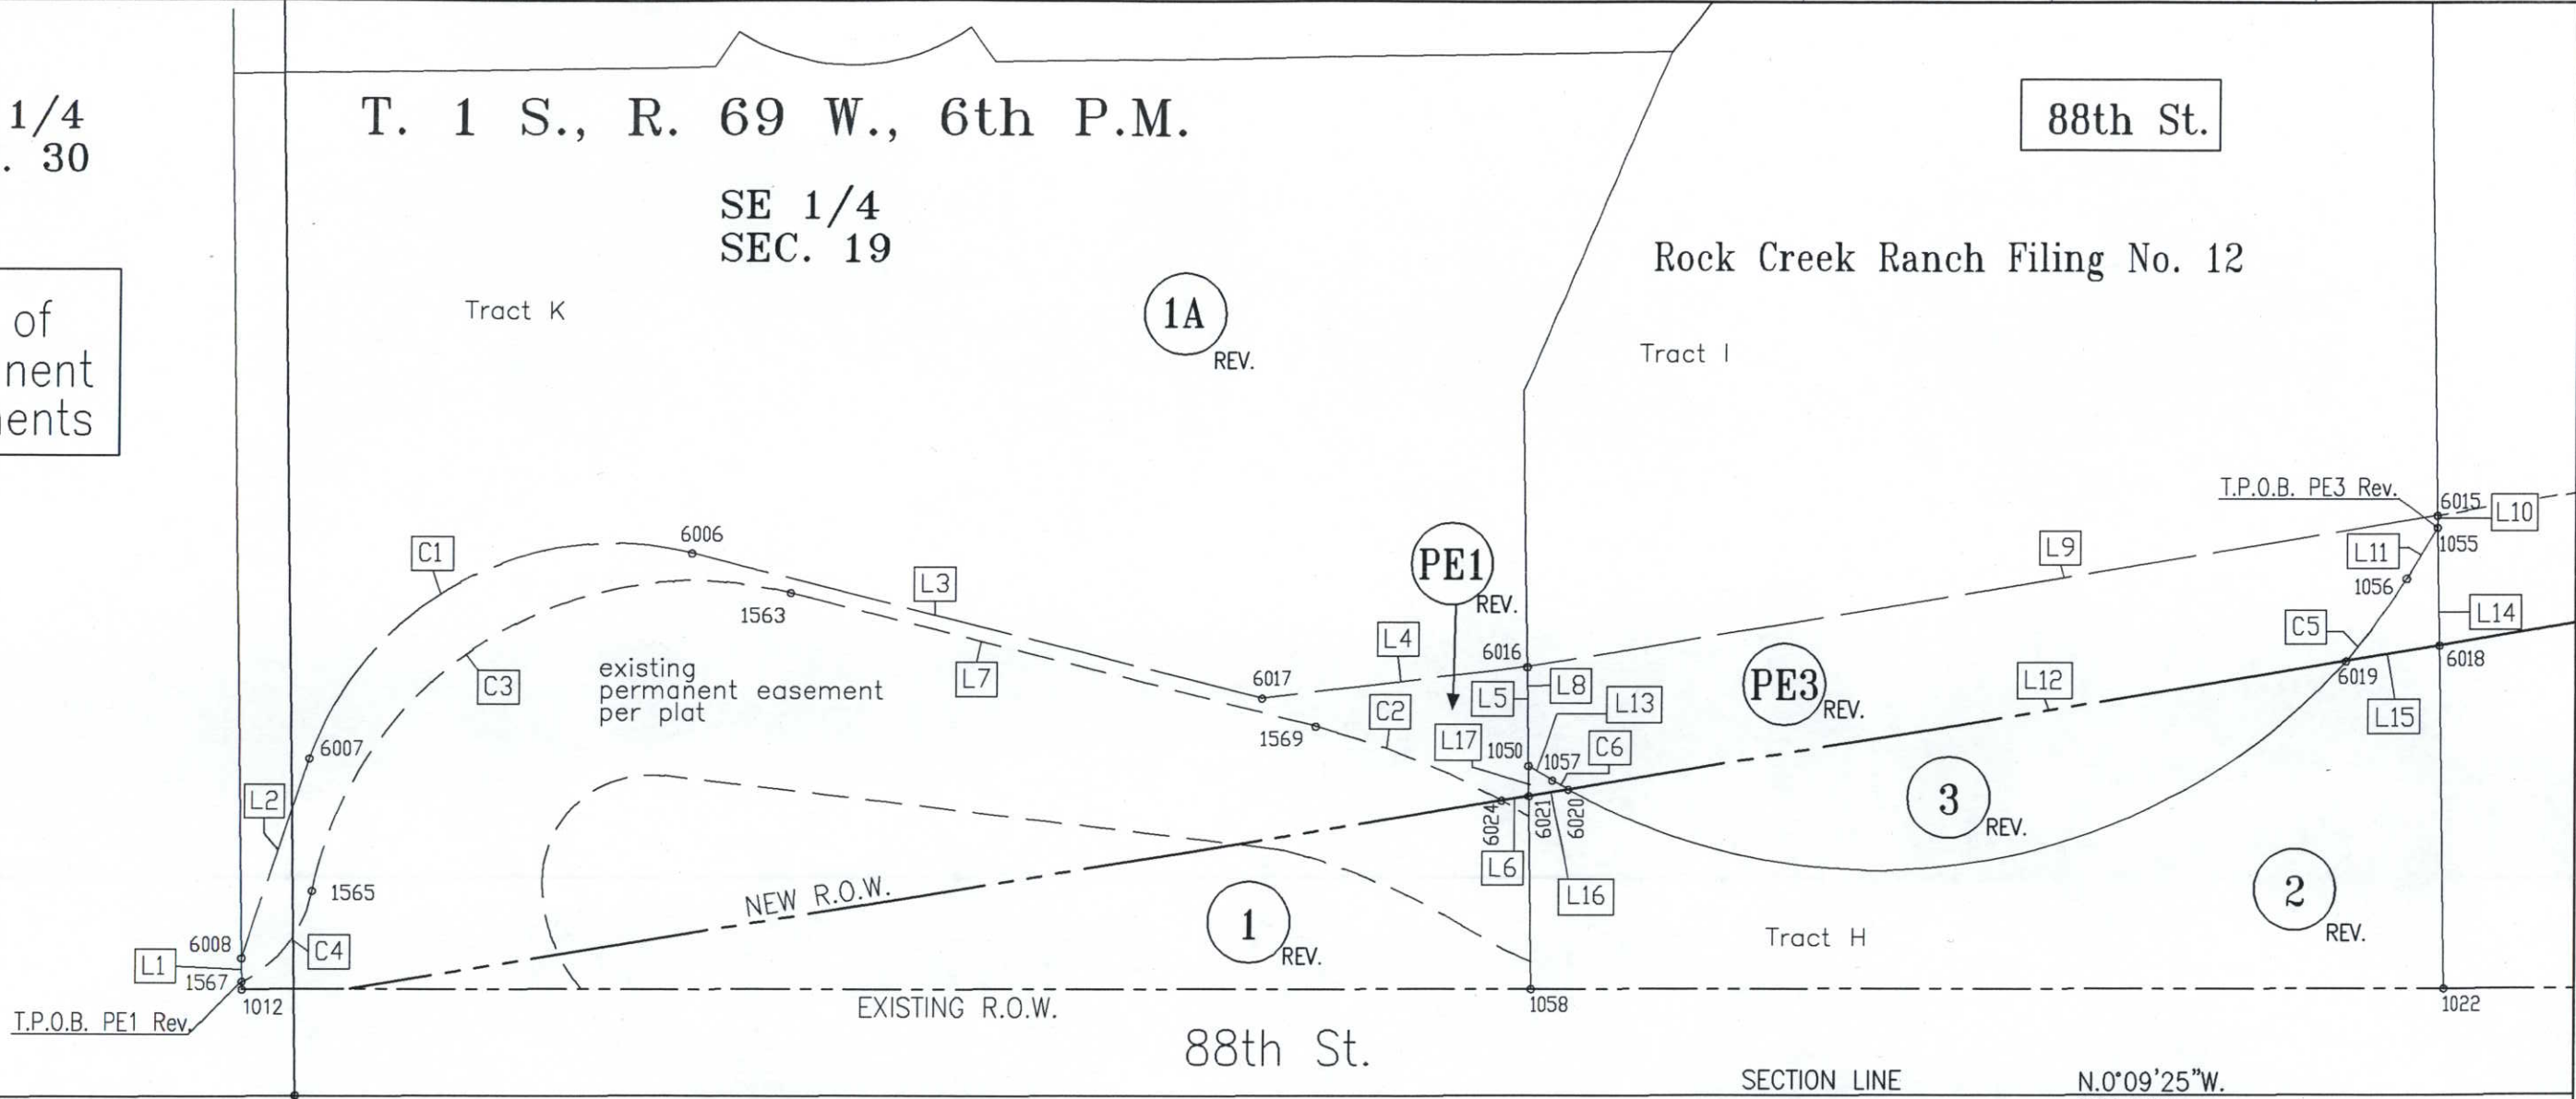 1/4
. 30
T. 1 S., R. 69 W., 6th P.M.
88th St.
SE 1/4
SEC. 19
Rock Creek Ranch Filing No. 12
of
nent
ents
Tract K
1A
REV.
Tract I
T.P.O.B. PE3 Rev.
6015
L10
1055
L11
1056
L9
C1
6006
PE1
REV.
L3
1563
L4
6016
L14
C5
6018
6019
L15
C3
existing
permanent easement
per plat
L7
6017
C2
1569
L5
L8
L13
PE3
REV.
L12
L17
1050
1057
C6
6007
L2
6024
6021
6020
3
REV.
L6
L16
1565
NEW R.O.W.
1
REV.
2
REV.
Tract H
6008
L1
C4
1567
1012
T.P.O.B. PE1 Rev.
EXISTING R.O.W.
1058
1022
88th St.
SECTION LINE
N.0°09'25"W.